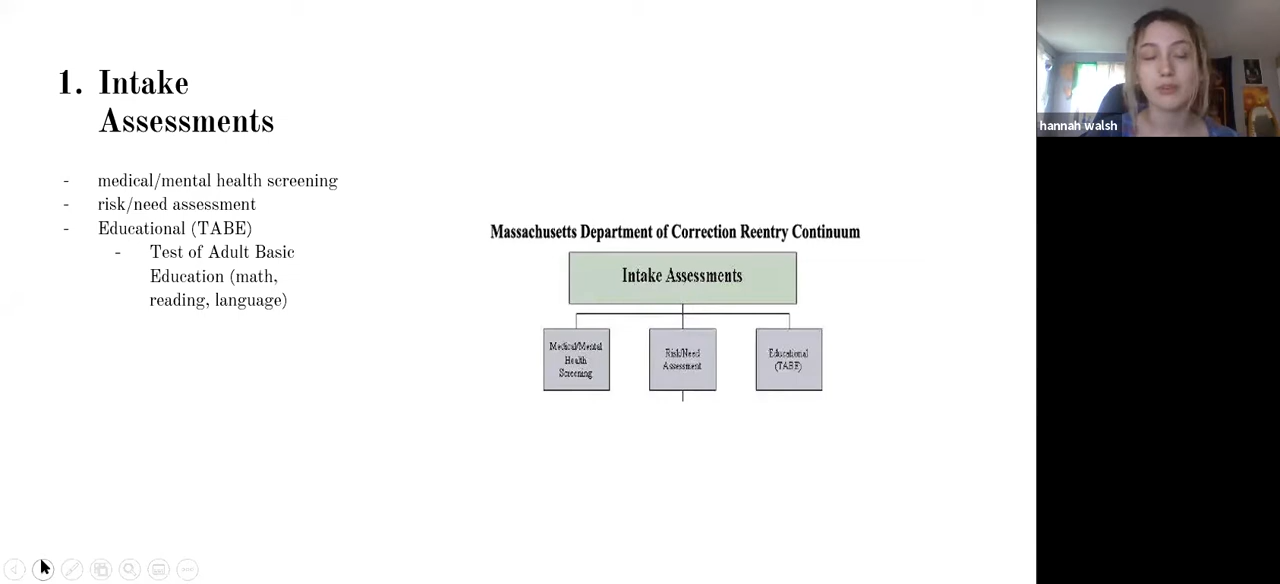 1. Intake
Assessments
- medical/mental health screening
- risk/need assessment
- Educational (TABE)
- Test of Adult Basic
Education (math,
reading, language)
Massachusetts Department of Correction Reentry Continuum
Intake Assessments
Medical/Mental
Health
Screening
Risk/Need
Assessment
Educational
(TABE)
hannah walsh